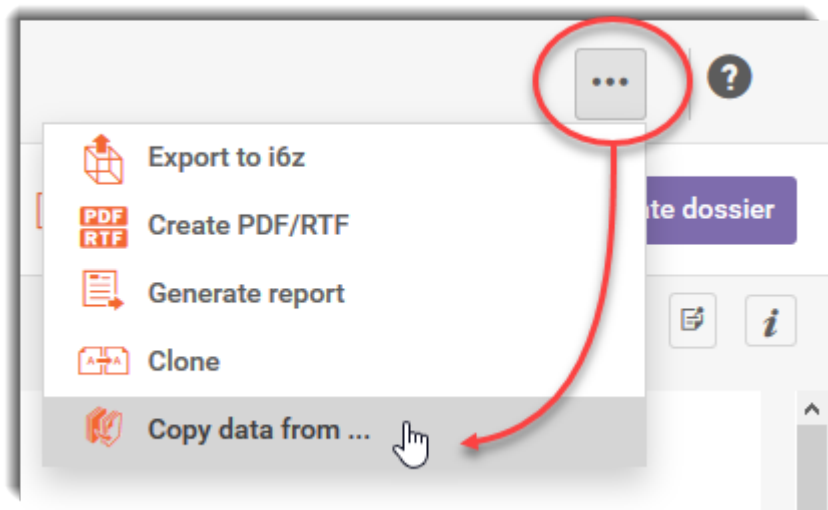 ...
?
Export to i6z
PDF
RTF
Create PDF/RTF
te dossier
Generate report
i
A A
Clone
Copy data from ...